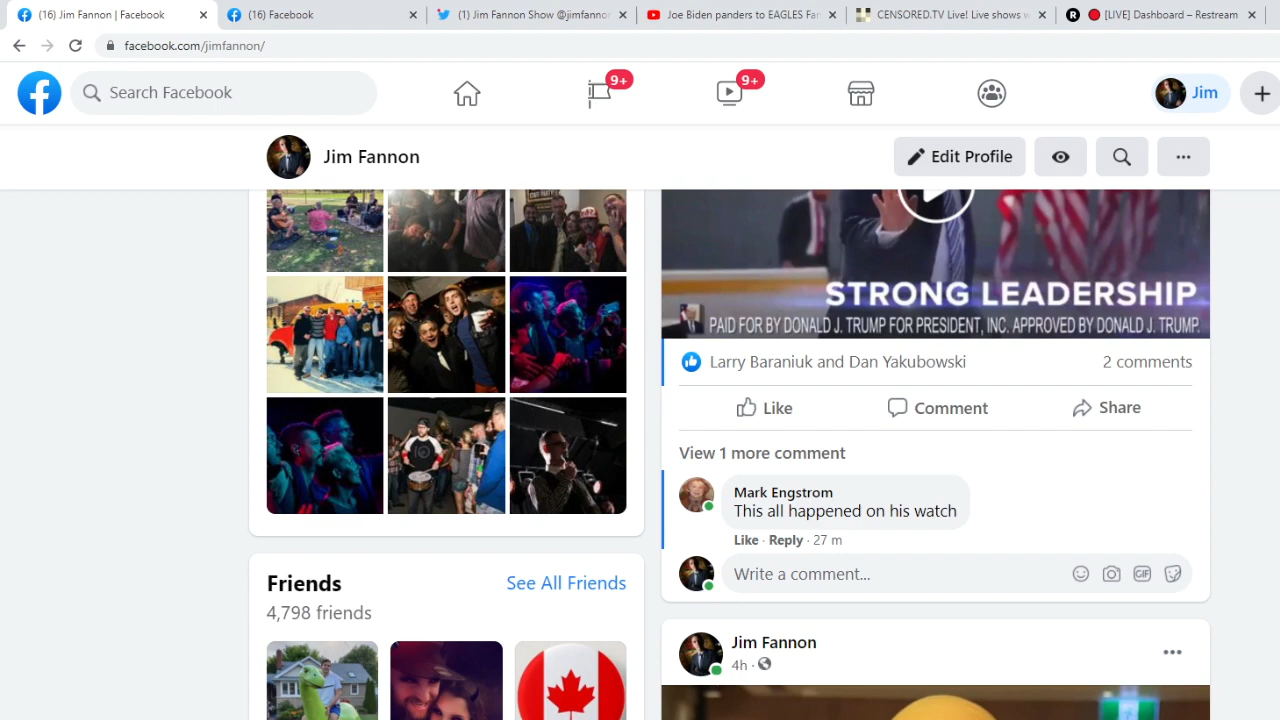 (16) Jim Fannon | Facebook
(16) Facebook
(1) Jim Fannon Show @jimfannon
Joe Biden panders to EAGLES Fan
CENSORED.TV Live! Live shows w
[LIVE] Dashboard – Restream
facebook.com/jimfannon/
Search Facebook
9+
9+
Jim
Jim Fannon
Edit Profile
STRONG LEADERSHIP
PAID FOR BY DONALD J. TRUMP FOR PRESIDENT, INC. APPROVED BY DONALD J. TRUMP.
Larry Baraniuk and Dan Yakubowski
2 comments
Like
Comment
Share
View 1 more comment
Mark Engstrom
This all happened on his watch
Like · Reply · 27 m
Write a comment...
GIF
Friends
See All Friends
4,798 friends
Jim Fannon
4h ·